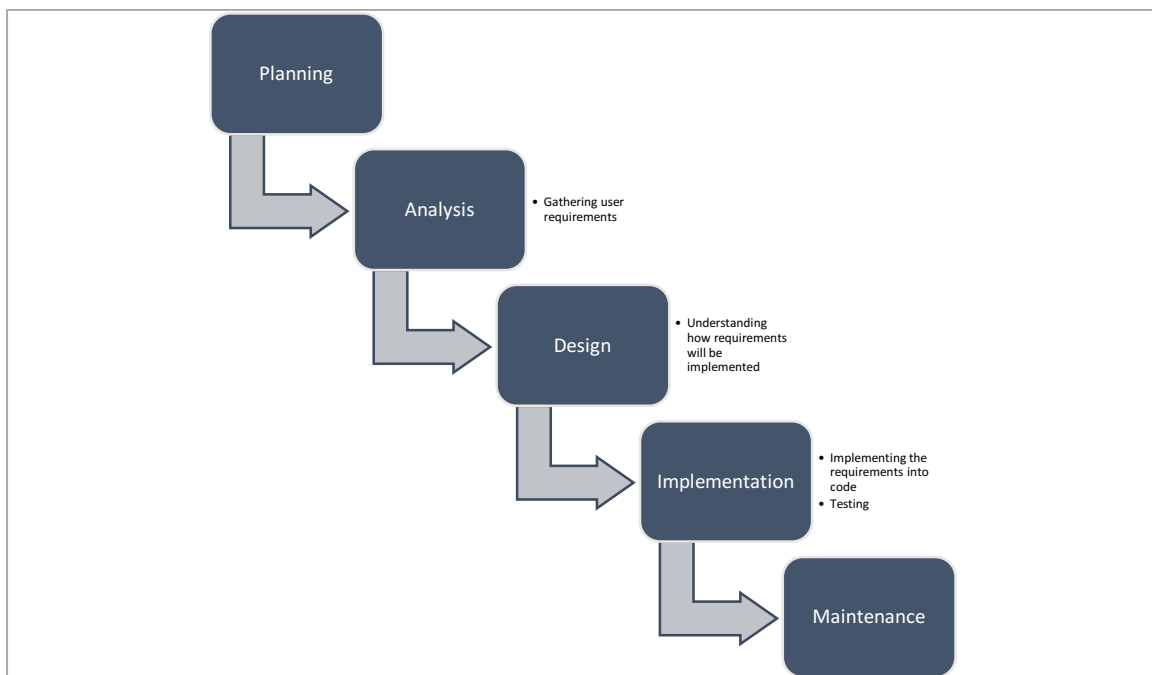 Planning
Analysis
• Gathering user
requirements
Design
• Understanding
how requirements
will be
implemented
Implementation
• Implementing the
requirements into
code
• Testing
Maintenance